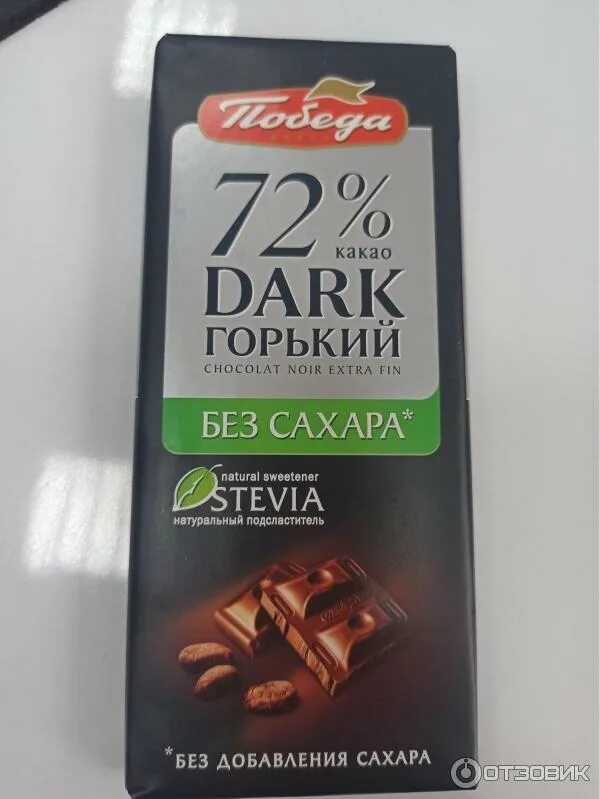 Победа
72%
какао
DARK
ГОРЬКИЙ
CHOCOLAT NOIR EXTRA FIN
БЕЗ САХАРА*
natural sweetener
STEVIA
натуральный подсластитель
*БЕЗ ДОБАВЛЕНИЯ САХАРА
ОТЗОВИК